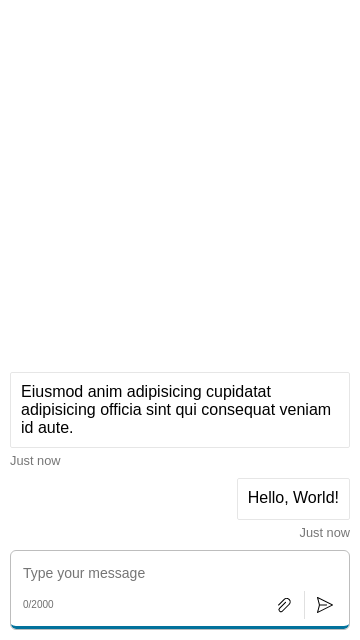 Eiusmod anim adipisicing cupidatat
adipisicing officia sint qui consequat veniam
id aute.
Just now
Hello, World!
Just now
Type your message
0/2000